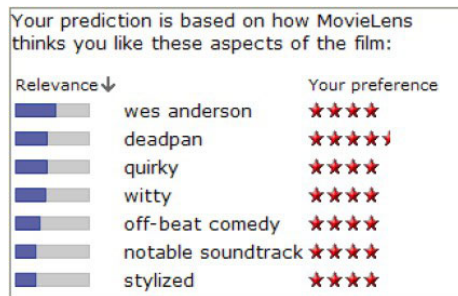 Your prediction is based on how MovieLens
thinks you like these aspects of the film:
Relevance Your preference
wes anderson
deadpan
quirky
witty
off-beat comedy
notable soundtrack
stylized